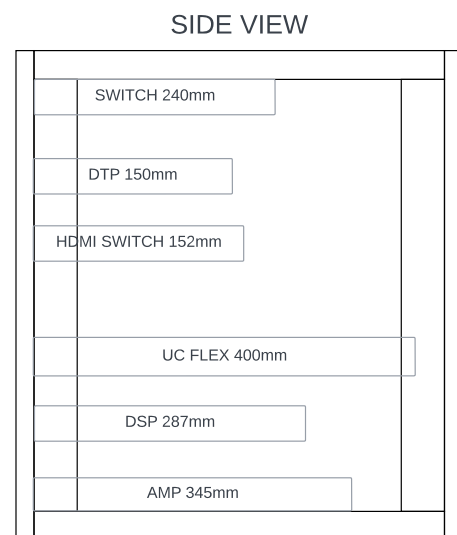 SIDE VIEW
SWITCH 240mm
DTP 150mm
HDMI SWITCH 152mm
UC FLEX 400mm
DSP 287mm
AMP 345mm